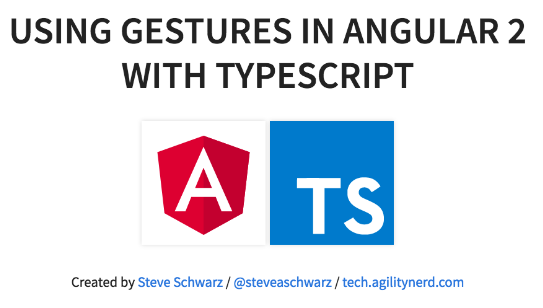 USING GESTURES IN ANGULAR 2
WITH TYPESCRIPT
A TS
Created by Steve Schwarz / @steveaschwarz / tech.agilitynerd.com